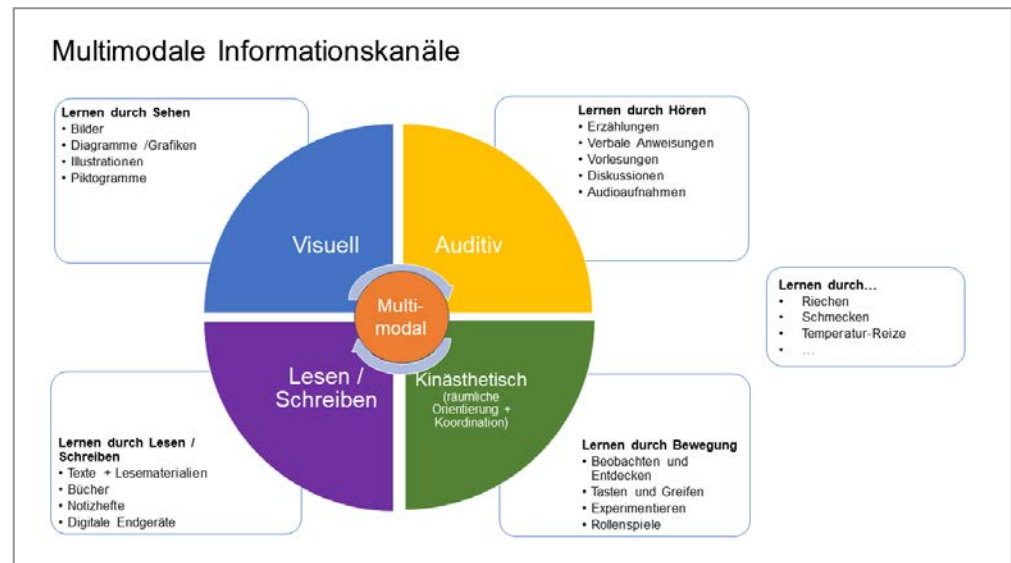 Multimodale Informationskanäle
Lernen durch Sehen
• Bilder
• Diagramme /Grafiken
• Illustrationen
• Piktogramme
Lernen durch Hören
• Erzählungen
• Verbale Anweisungen
• Vorlesungen
• Diskussionen
• Audioaufnahmen
Visuell
Auditiv
Multi-
modal
Lesen /
Schreiben
Kinästhetisch
(räumliche
Orientierung +
Koordination)
Lernen durch…
• Riechen
• Schmecken
• Temperatur-Reize
• …
Lernen durch Lesen /
Schreiben
• Texte + Lesematerialien
• Bücher
• Notizhefte
• Digitale Endgeräte
Lernen durch Bewegung
• Beobachten und
Entdecken
• Tasten und Greifen
• Experimentieren
• Rollenspiele